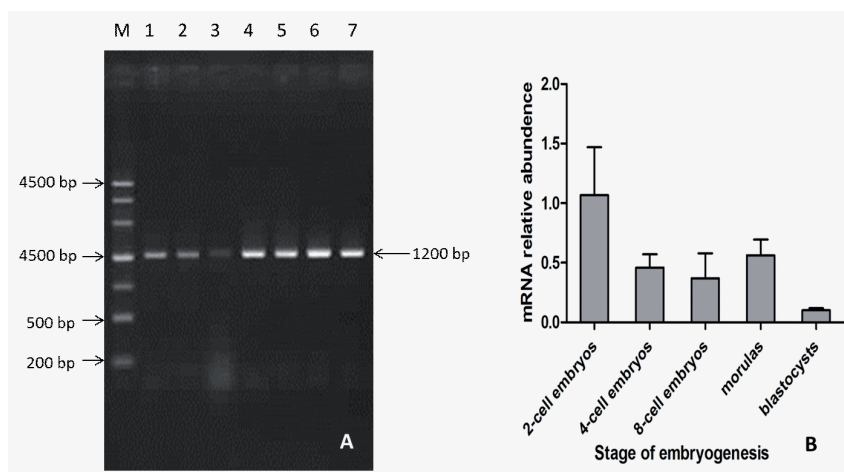 M 1 2 3 4 5 6 7
4500 bp
4500 bp
1200 bp
500 bp
200 bp
A
mRNA relative abundance
2.0
1.5
1.0
0.5
0.0
2-cell embryos
4-cell embryos
8-cell embryos
morulas
blastocysts
Stage of embryogenesis
B